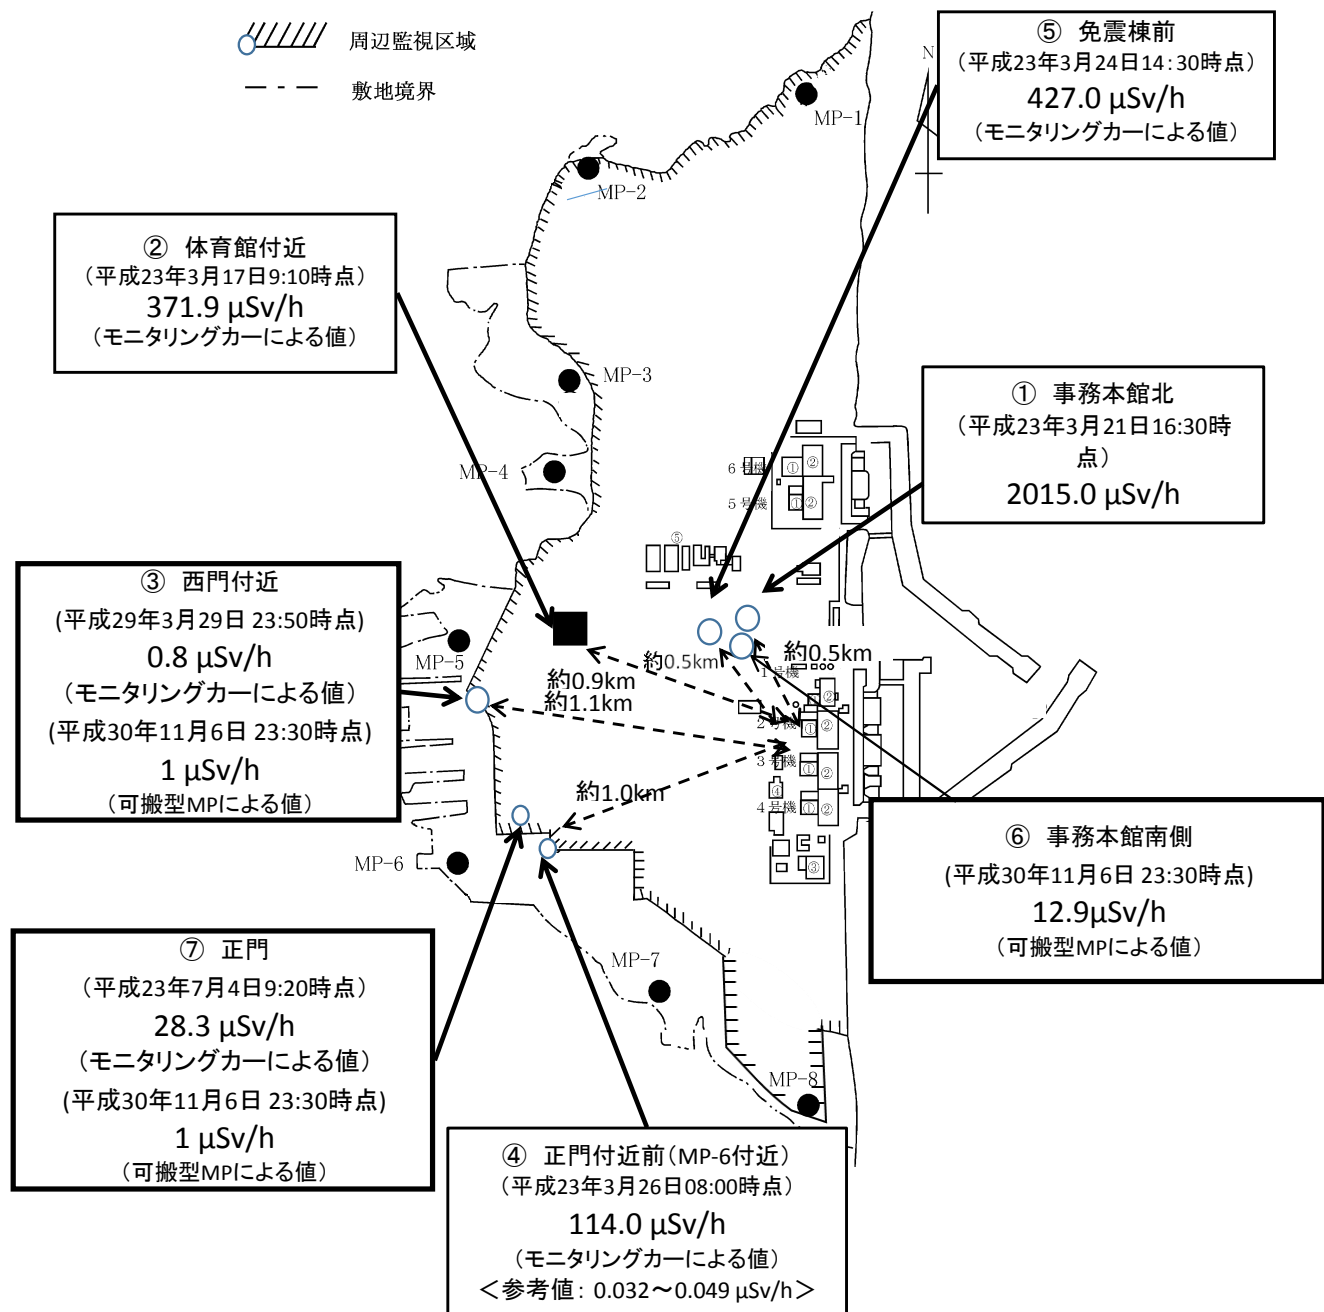 周辺監視区域
敷地境界
⑤ 免震棟前
(平成23年3月24日14:30時点)
427.0 μSv/h
(モニタリングカーによる値)
N
MP-1
MP-2
② 体育館付近
(平成23年3月17日9:10時点)
371.9 μSv/h
(モニタリングカーによる値)
MP-3
① 事務本館北
(平成23年3月21日16:30時
点)
2015.0 μSv/h
MP-4
6号機
①
②
5号機
①
②
⑤
③ 西門付近
(平成29年3月29日 23:50時点)
0.8 μSv/h
(モニタリングカーによる値)
(平成30年11月6日 23:30時点)
1 μSv/h
(可搬型MPによる値)
MP-5
約0.5km
約0.5km
約0.9km
約1.1km
1号機
②
2号機
①
②
3号機
①
②
④
4号機
①
②
③
約1.0km
MP-6
⑥ 事務本館南側
(平成30年11月6日 23:30時点)
12.9μSv/h
(可搬型MPによる値)
⑦ 正門
(平成23年7月4日9:20時点)
28.3 μSv/h
(モニタリングカーによる値)
(平成30年11月6日 23:30時点)
1 μSv/h
(可搬型MPによる値)
MP-7
MP-8
④ 正門付近前(MP-6付近)
(平成23年3月26日08:00時点)
114.0 μSv/h
(モニタリングカーによる値)
<参考値: 0.032～0.049 μSv/h>